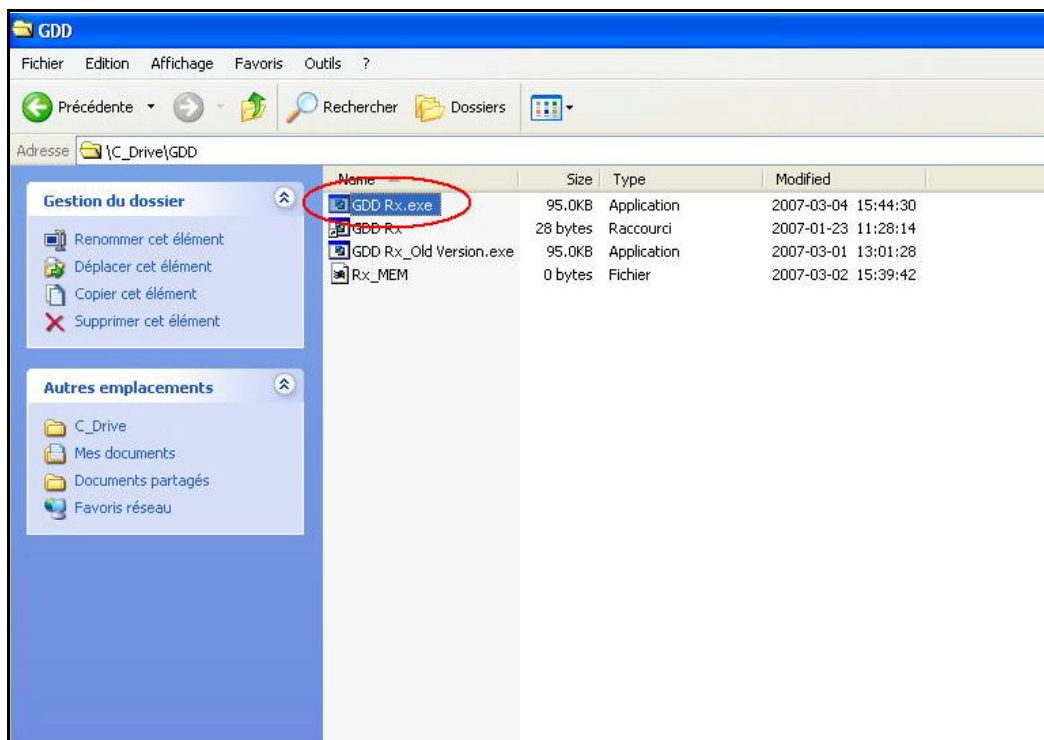 GDD
Fichier Edition Affichage Favoris Outils ?
Précédente Rechercher Dossiers
Adresse \C_Drive\GDD
Name Size Type Modified
GDD Rx.exe 95.0KB Application 2007-03-04 15:44:30
GDD Rx 28 bytes Raccourci 2007-01-23 11:28:14
GDD Rx_Old Version.exe 95.0KB Application 2007-03-01 13:01:28
Rx_MEM 0 bytes Fichier 2007-03-02 15:39:42
Gestion du dossier
Renommer cet élément
Déplacer cet élément
Copier cet élément
Supprimer cet élément
Autres emplacements
C_Drive
Mes documents
Documents partagés
Favoris réseau